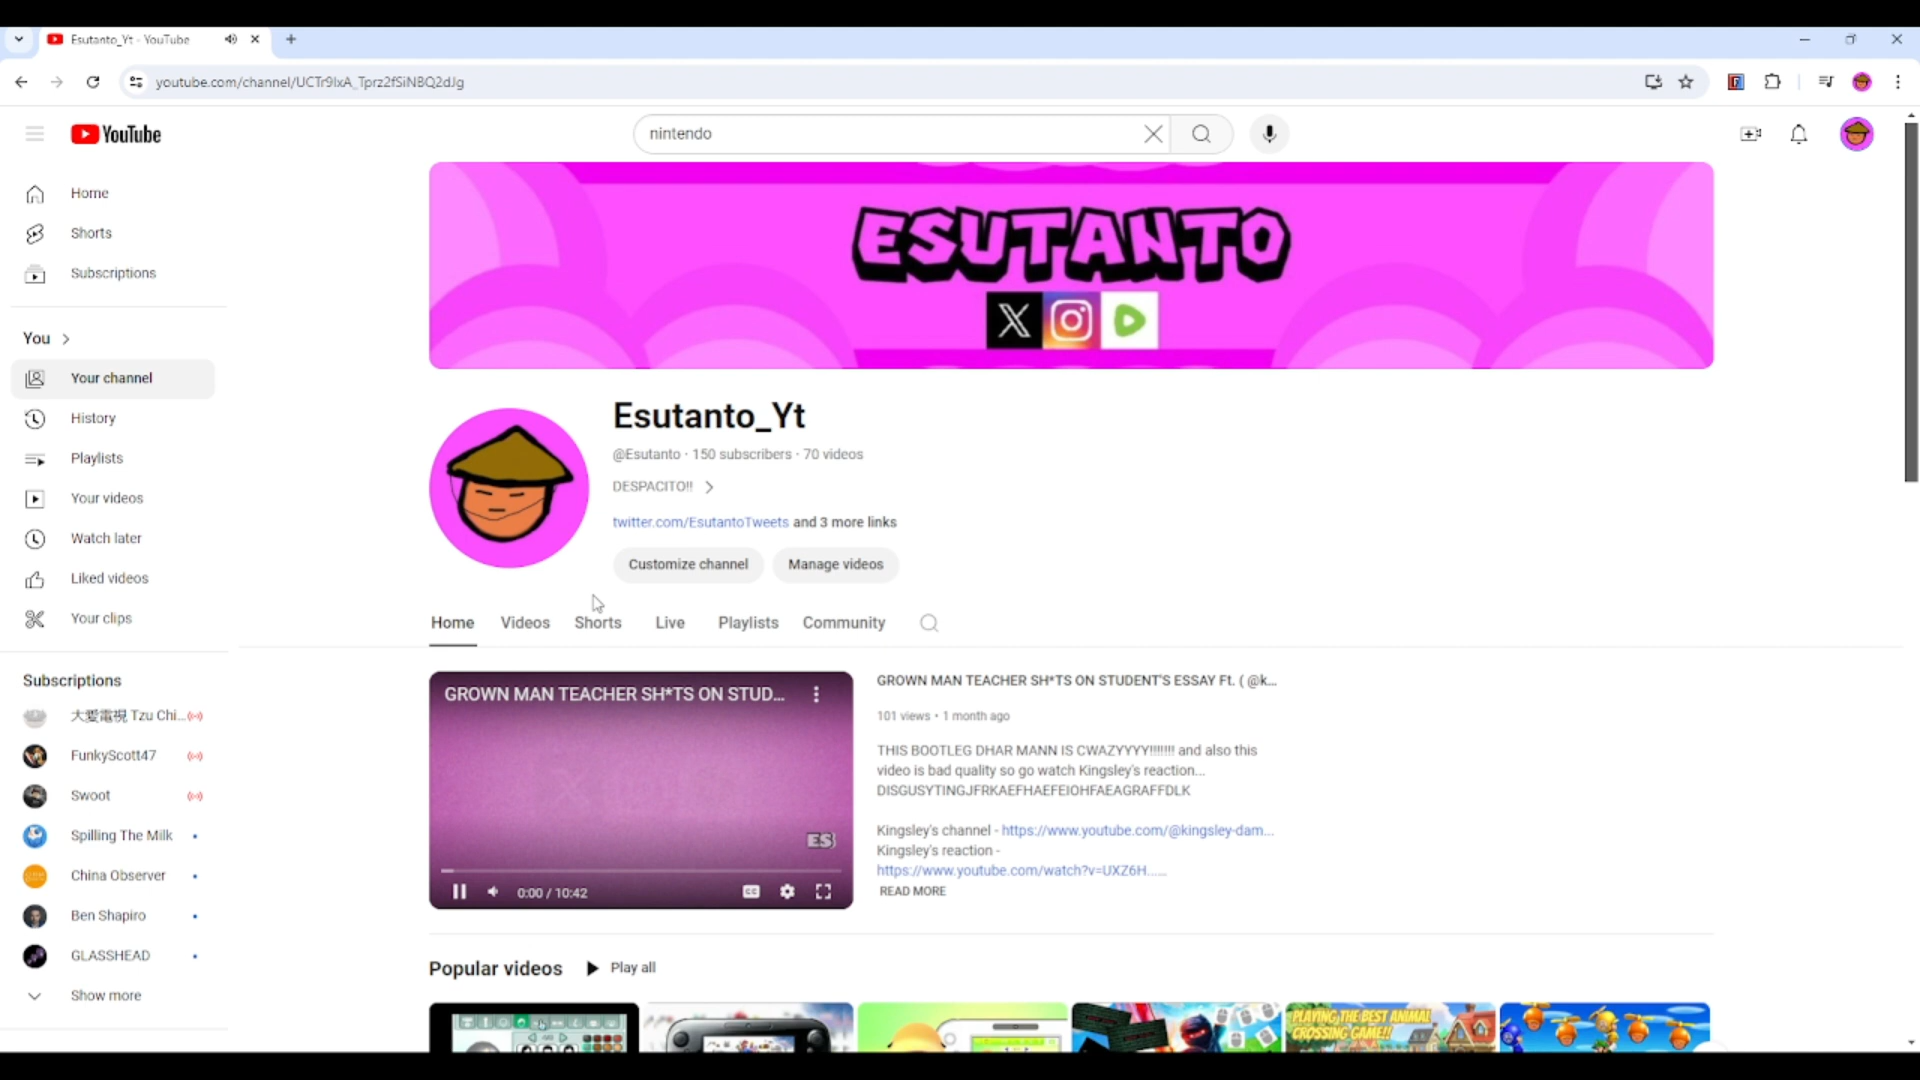 Esutanto_Yt - YouTube
youtube.com/channel/UCTr9IxA_Tprz2fSiNBQ2dJg
YouTube
nintendo
Home
Shorts
Subscriptions
You
Your channel
History
Playlists
Your videos
Watch later
Liked videos
Your clips
Subscriptions
大愛電視 Tzu Chi...
FunkyScott47
Swoot
Spilling The Milk
China Observer
Ben Shapiro
GLASSHEAD
Show more
ESUTANTO
Esutanto_Yt
@Esutanto · 150 subscribers · 70 videos
DESPACITO!!
twitter.com/EsutantoTweets and 3 more links
Customize channel
Manage videos
Home
Videos
Shorts
Live
Playlists
Community
GROWN MAN TEACHER SH*TS ON STUD...
ES
0:00 / 10:42
CC
GROWN MAN TEACHER SH*TS ON STUDENT'S ESSAY Ft. ( @k...
101 views • 1 month ago
THIS BOOTLEG DHAR MANN IS CWAZYYYY!!!!!!! and also this
video is bad quality so go watch Kingsley's reaction...
DISGUSYTINGJFRKAEFHAEFEIOHFAEAGRAFFDLK
Kingsley's channel - https://www.youtube.com/@kingsley-dam...
Kingsley's reaction -
https://www.youtube.com/watch?v=UXZ6H......
READ MORE
Popular videos
Play all
PLAYING THE BEST ANIMAL
CROSSING GAME!!